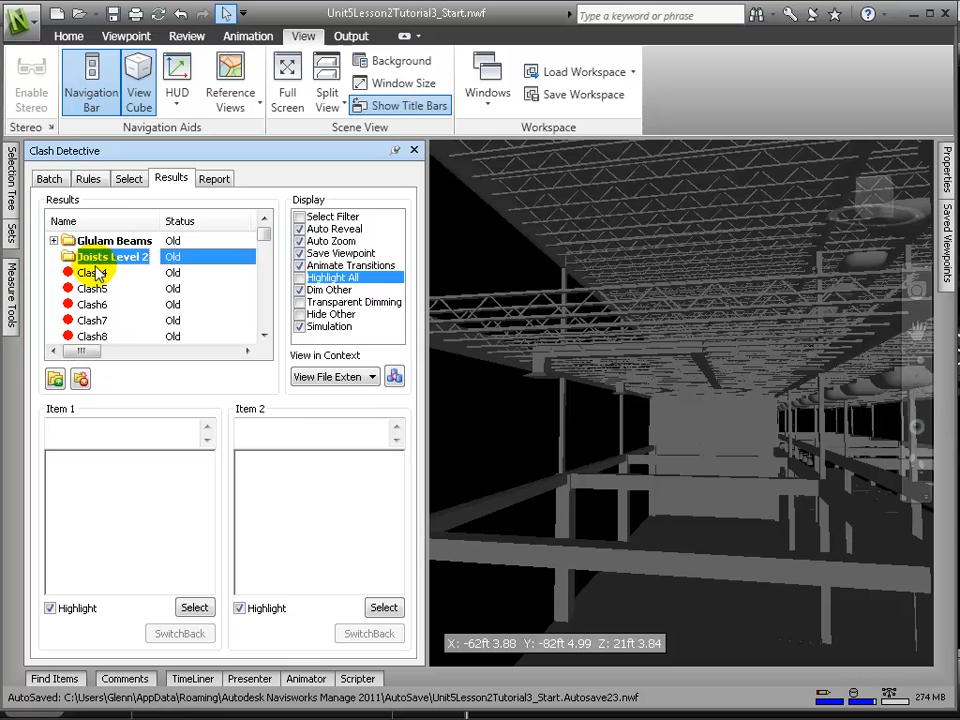 Unit5Lesson2Tutorial3_Start.nwf
Type a keyword or phrase
Home Viewpoint Review Animation View Output
Enable Stereo
Navigation Bar
View Cube
HUD
Reference Views
Full Screen
Split View
Background
Window Size
Show Title Bars
Windows
Load Workspace
Save Workspace
Stereo
Navigation Aids
Scene View
Workspace
Clash Detective
Batch Rules Select Results Report
Results
Name Status
Glulam Beams Old
Joists Level 2 Old
Clash4 Old
Clash5 Old
Clash6 Old
Clash7 Old
Clash8 Old
Display
Select Filter
Auto Reveal
Auto Zoom
Save Viewpoint
Animate Transitions
Highlight All
Dim Other
Transparent Dimming
Hide Other
Simulation
View in Context
View File Exten
Item 1
Item 2
Highlight Select
Highlight Select
SwitchBack
SwitchBack
Selection Tree
Sets
Measure Tools
Properties
Saved Viewpoints
X: -62ft 3.88 Y: -82ft 4.99 Z: 21ft 3.84
Find Items Comments TimeLiner Presenter Animator Scripter
AutoSaved: C:\Users\Glenn\AppData\Roaming\Autodesk Navisworks Manage 2011\AutoSave\Unit5Lesson2Tutorial3_Start.Autosave23.nwf
274 MB